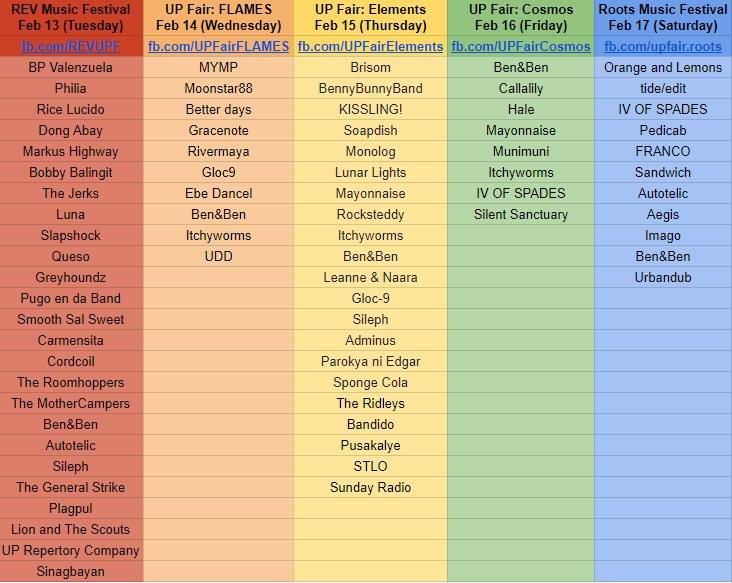 REV Music Festival
Feb 13 (Tuesday)
fb.com/REVUPF
BP Valenzuela
Philia
Rice Lucido
Dong Abay
Markus Highway
Bobby Balingit
The Jerks
Luna
Slapshock
Queso
Greyhoundz
Pugo en da Band
Smooth Sal Sweet
Carmensita
Cordcoil
The Roomhoppers
The MotherCampers
Ben&Ben
Autotelic
Sileph
The General Strike
Plagpul
Lion and The Scouts
UP Repertory Company
Sinagbayan
UP Fair: FLAMES
Feb 14 (Wednesday)
fb.com/UPFairFLAMES
MYMP
Moonstar88
Better days
Gracenote
Rivermaya
Gloc9
Ebe Dancel
Ben&Ben
Itchyworms
UDD
UP Fair: Elements
Feb 15 (Thursday)
fb.com/UPFairElements
Brisom
BennyBunnyBand
KISSLING!
Soapdish
Monolog
Lunar Lights
Mayonnaise
Rocksteddy
Itchyworms
Ben&Ben
Leanne & Naara
Gloc-9
Sileph
Adminus
Parokya ni Edgar
Sponge Cola
The Ridleys
Bandido
Pusakalye
STLO
Sunday Radio
UP Fair: Cosmos
Feb 16 (Friday)
fb.com/UPFairCosmos
Ben&Ben
Callalily
Hale
Mayonnaise
Munimuni
Itchyworms
IV OF SPADES
Silent Sanctuary
Roots Music Festival
Feb 17 (Saturday)
fb.com/upfair.roots
Orange and Lemons
tide/edit
IV OF SPADES
Pedicab
FRANCO
Sandwich
Autotelic
Aegis
Imago
Ben&Ben
Urbandub